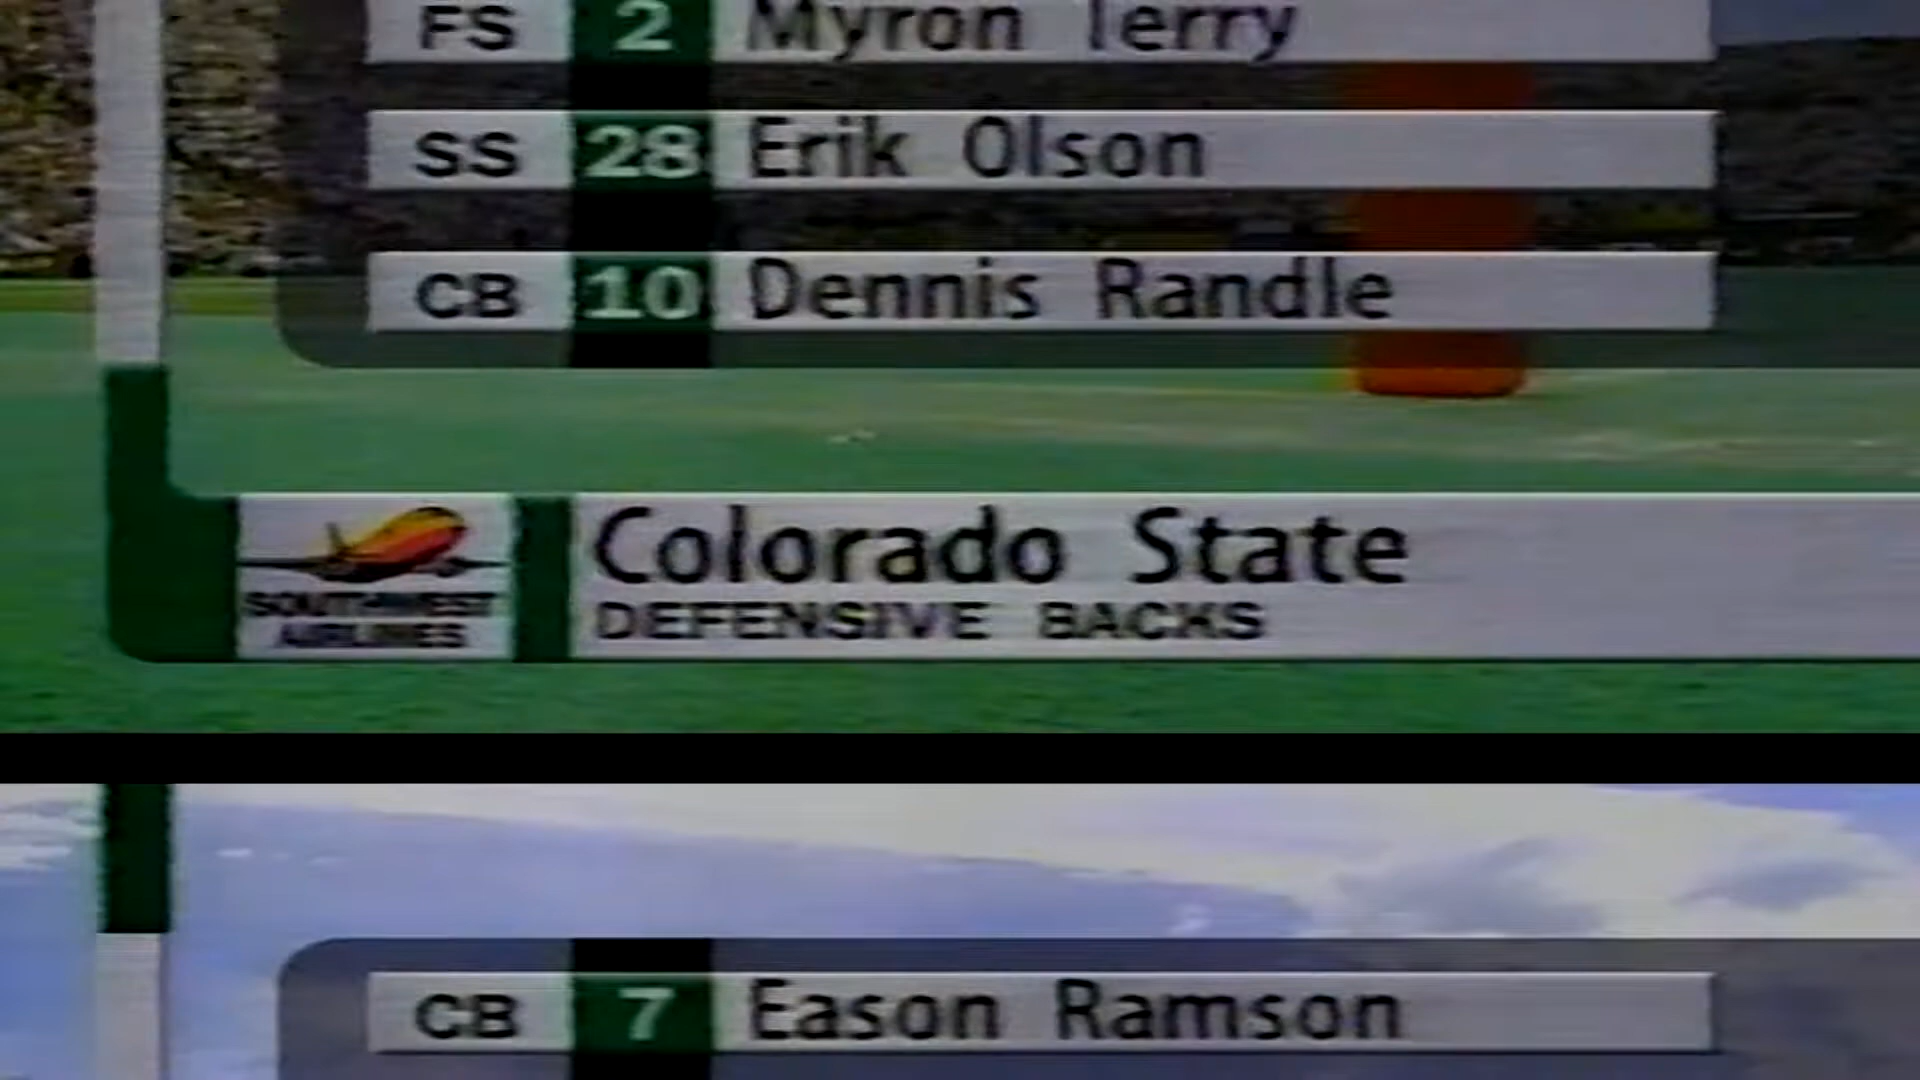 FS 2 Myron Terry
SS 28 Erik Olson
CB 10 Dennis Randle
SOUTHWEST
AIRLINES
Colorado State
DEFENSIVE BACKS
CB 7 Eason Ramson